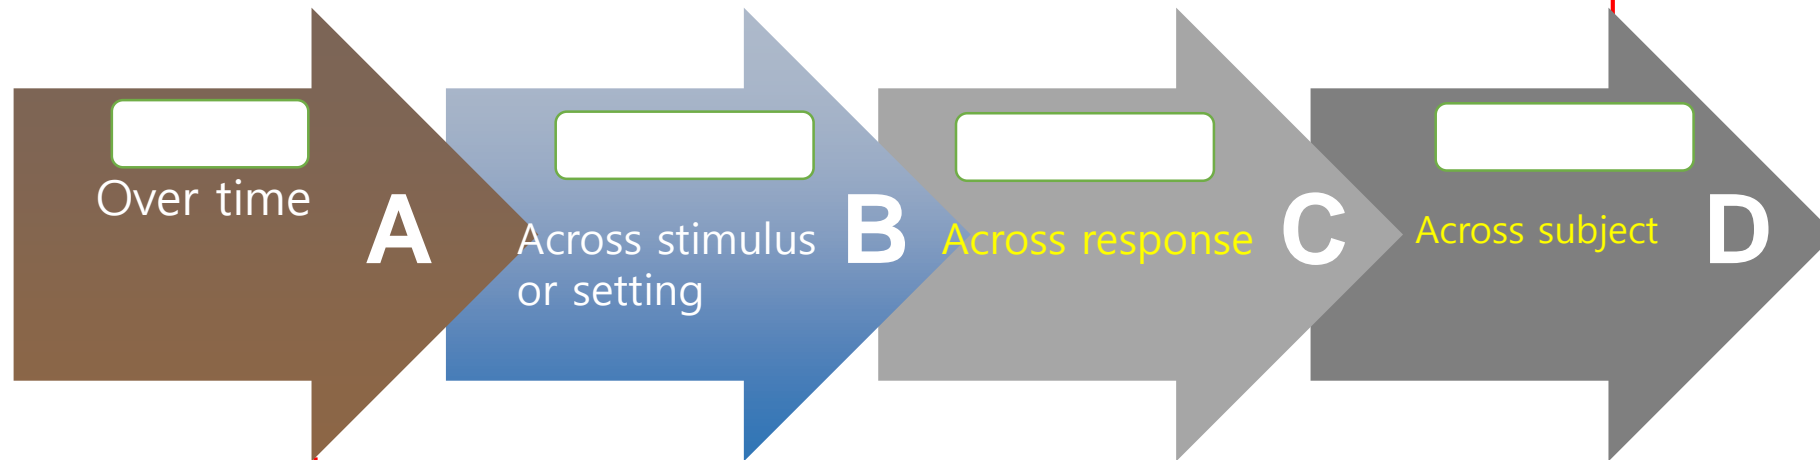 Over time
A
Across stimulus
or setting
B
Across response
C
Across subject
D